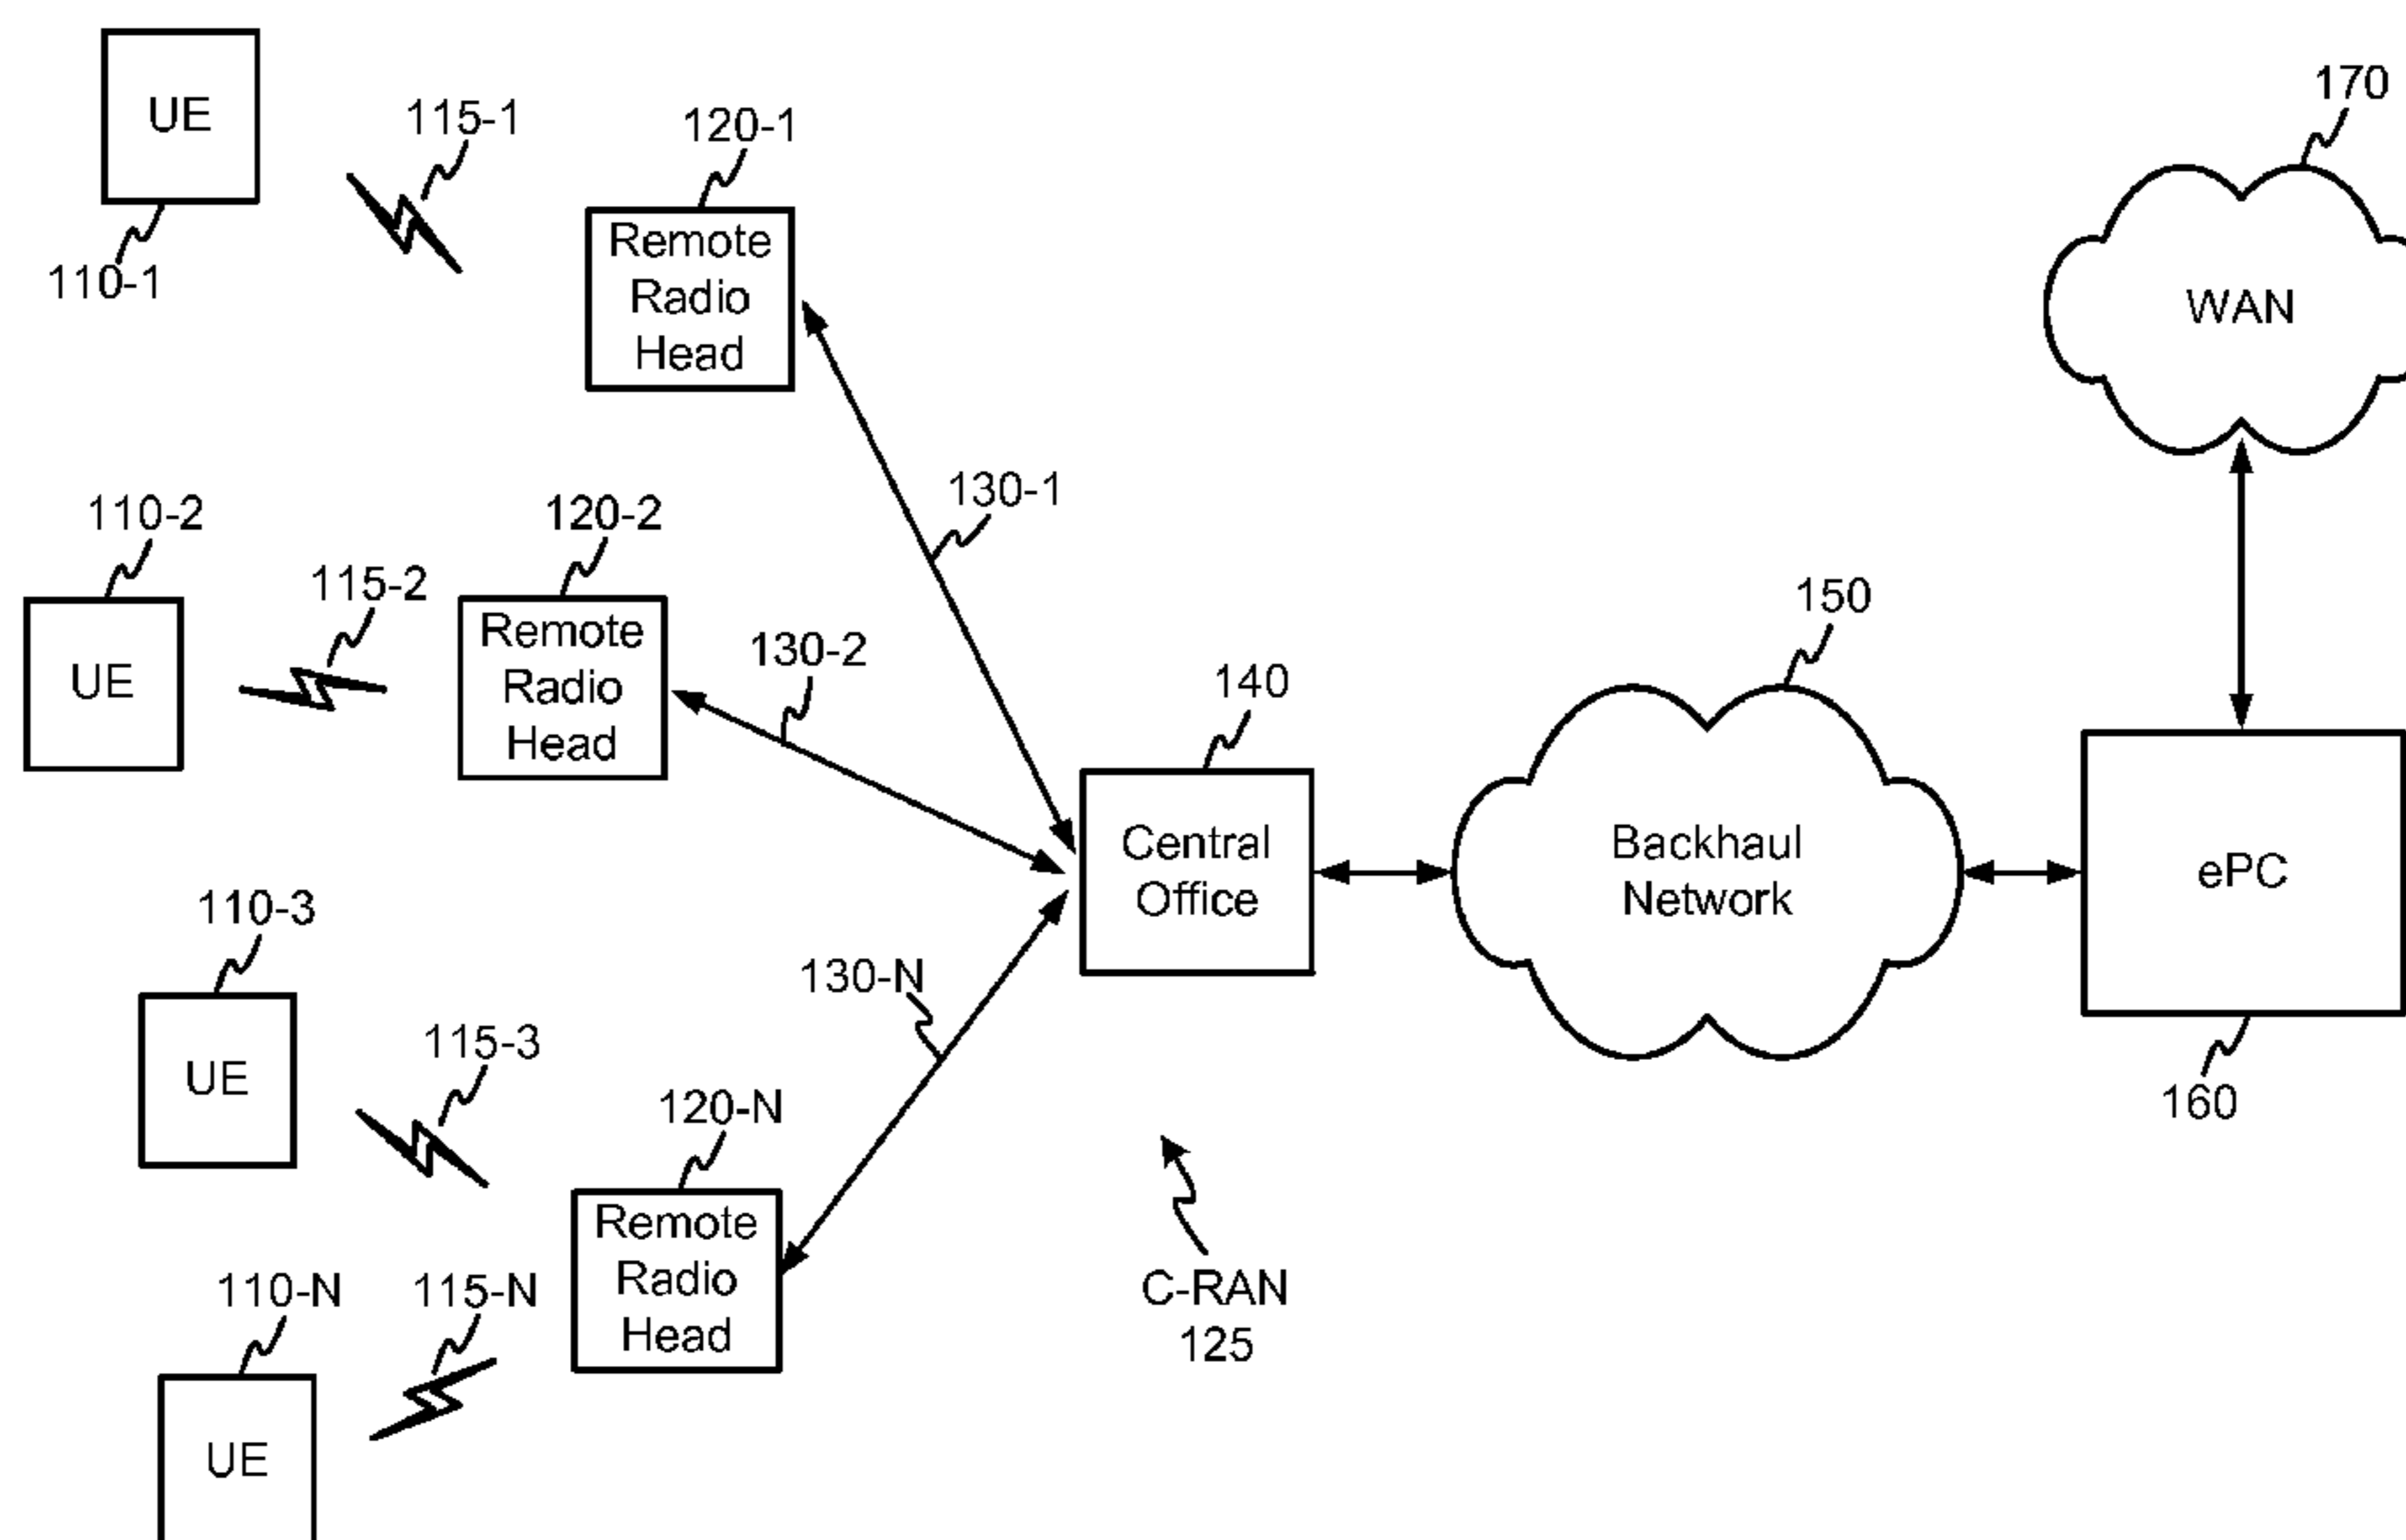 UE
115-1
120-1
170
110-1
Remote
Radio
Head
WAN
130-1
110-2
120-2
115-2
UE
Remote
Radio
Head
130-2
140
150
Central
Office
Backhaul
Network
ePC
110-3
130-N
UE
115-3
120-N
160
Remote
Radio
Head
C-RAN
125
110-N
115-N
UE